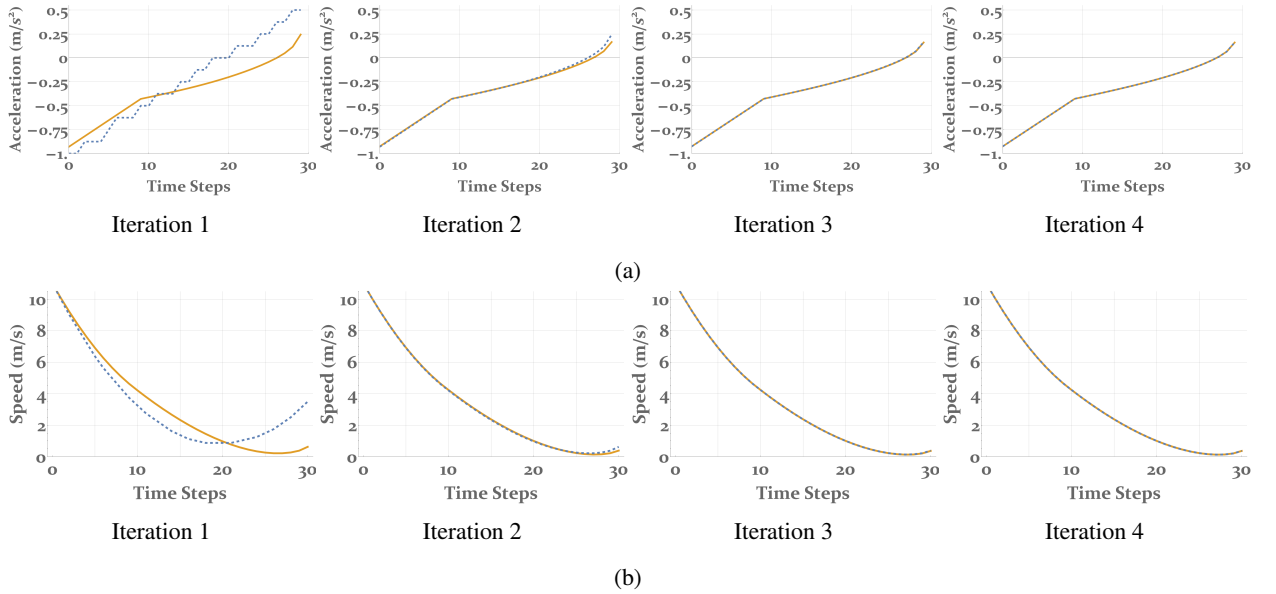 Acceleration (m/s²)
0.5
0.25
0
−0.25
−0.5
−0.75
−1.
0 10 20 30
Time Steps
Iteration 1
Acceleration (m/s²)
0.5
0.25
0
−0.25
−0.5
−0.75
−1.
0 10 20 30
Time Steps
Iteration 2
Acceleration (m/s²)
0.5
0.25
0
−0.25
−0.5
−0.75
−1.
0 10 20 30
Time Steps
Iteration 3
Acceleration (m/s²)
0.5
0.25
0
−0.25
−0.5
−0.75
−1.
0 10 20 30
Time Steps
Iteration 4
(a)
Speed (m/s)
10
8
6
4
2
0
0 10 20 30
Time Steps
Iteration 1
Speed (m/s)
10
8
6
4
2
0
0 10 20 30
Time Steps
Iteration 2
Speed (m/s)
10
8
6
4
2
0
0 10 20 30
Time Steps
Iteration 3
Speed (m/s)
10
8
6
4
2
0
0 10 20 30
Time Steps
Iteration 4
(b)